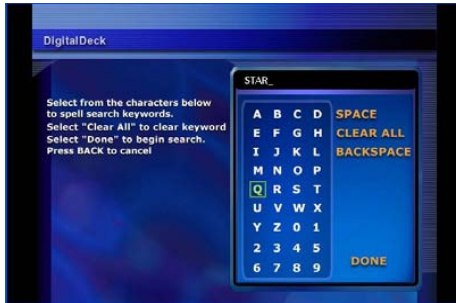 DigitalDeck
Select from the characters below
to spell search keywords.
Select "Clear All" to clear keyword
Select "Done" to begin search.
Press BACK to cancel
STAR_
A B C D SPACE
E F G H CLEAR ALL
I J K L BACKSPACE
M N O P
Q R S T
U V W X
Y Z 0 1
2 3 4 5
6 7 8 9
DONE